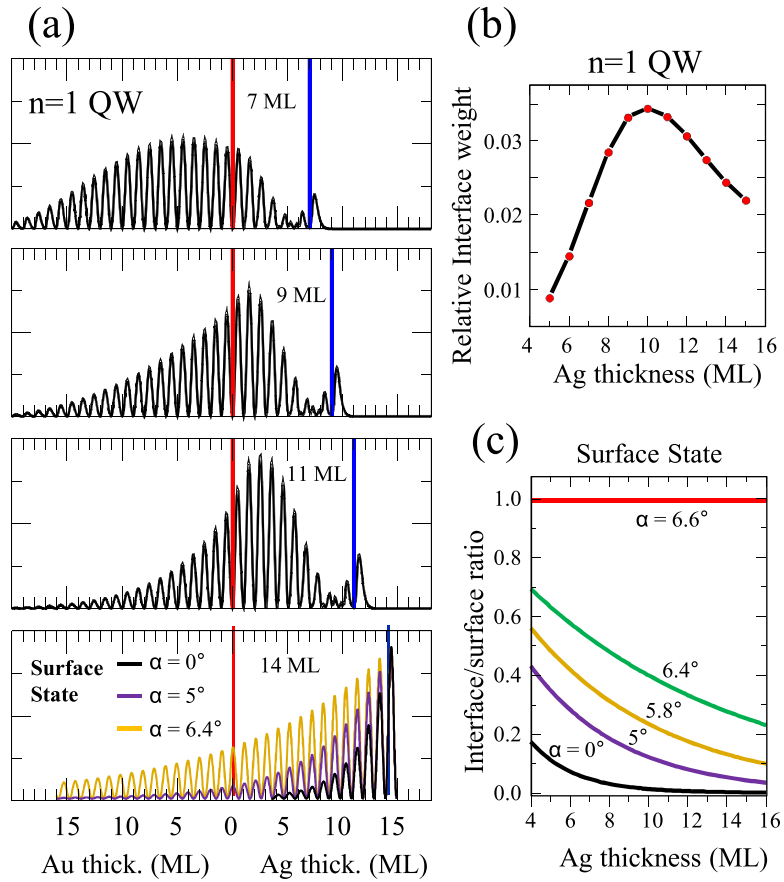 (a)
n=1 QW
7 ML
9 ML
11 ML
Surface
State
α = 0°
α = 5°
α = 6.4°
14 ML
15 10 5 0 5 10 15
Au thick. (ML) Ag thick. (ML)
(b)
n=1 QW
Relative Interface weight
0.03
0.02
0.01
4 6 8 10 12 14 16
Ag thickness (ML)
(c)
Surface State
Interface/surface ratio
1.0
0.8
0.6
0.4
0.2
0.0
α = 6.6°
6.4°
5.8°
5°
α = 0°
4 6 8 10 12 14 16
Ag thickness (ML)